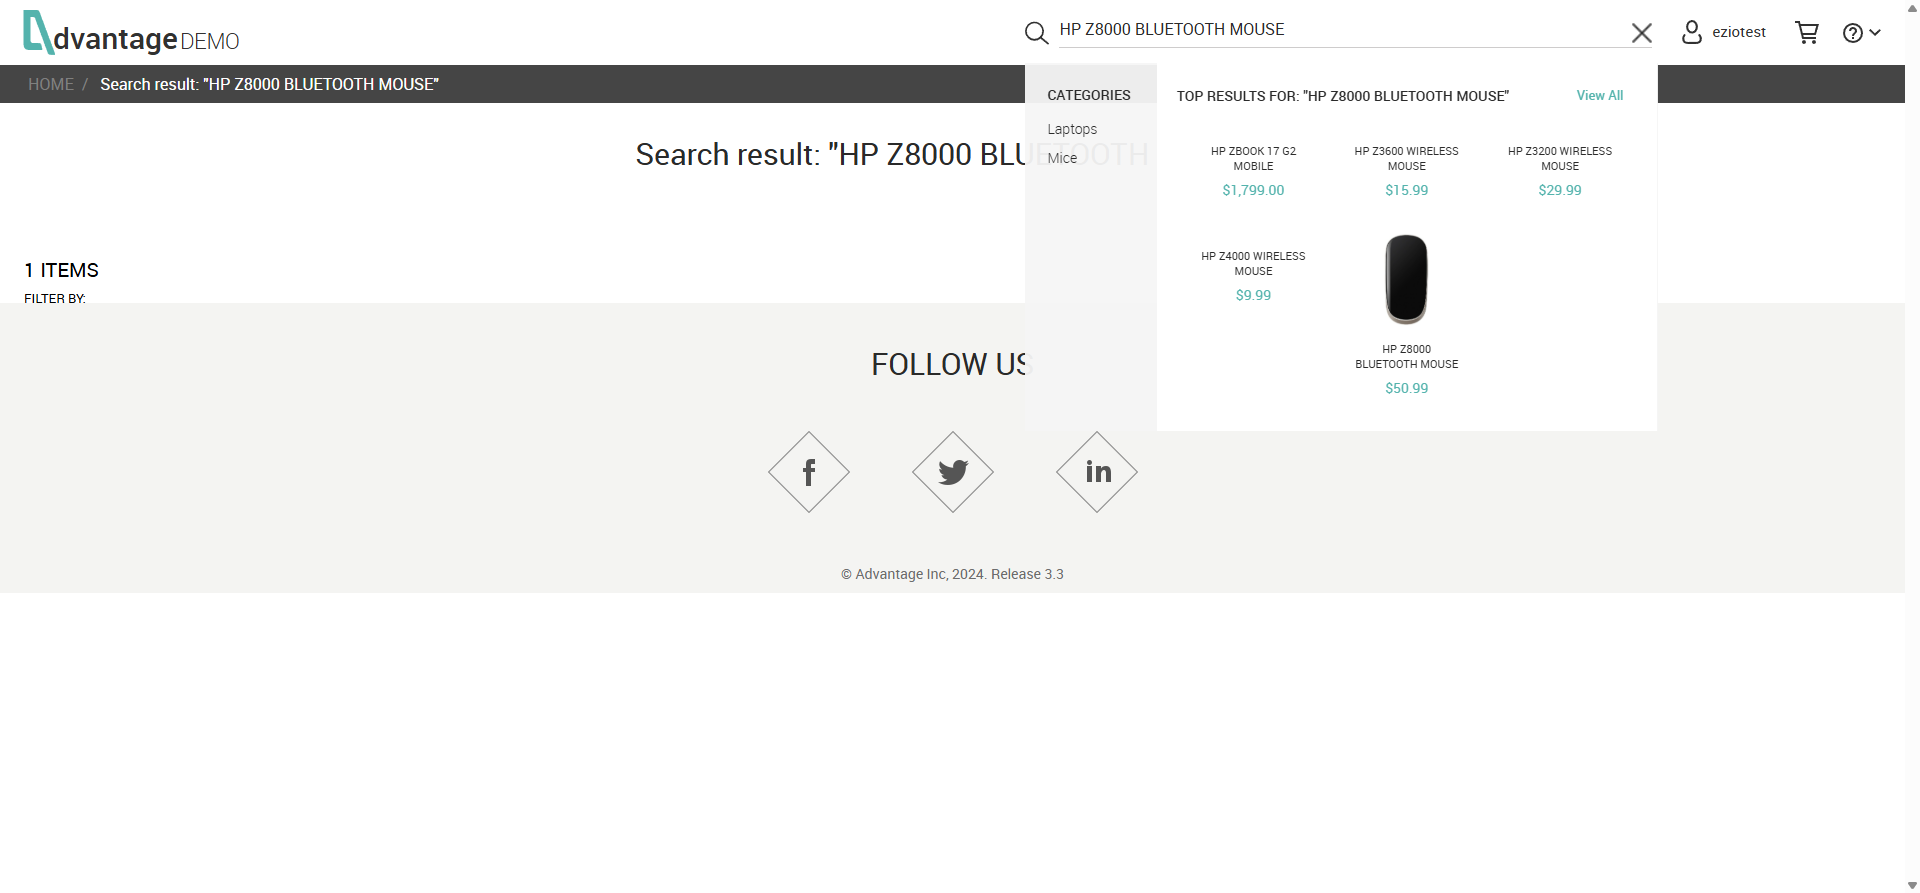 dvantage DEMO
HP Z8000 BLUETOOTH MOUSE
eziotest
HOME / Search result: "HP Z8000 BLUETOOTH MOUSE"
CATEGORIES
Laptops
Mice
TOP RESULTS FOR: "HP Z8000 BLUETOOTH MOUSE"
View All
HP ZBOOK 17 G2
MOBILE
$1,799.00
HP Z3600 WIRELESS
MOUSE
$15.99
HP Z3200 WIRELESS
MOUSE
$29.99
HP Z4000 WIRELESS
MOUSE
$9.99
HP Z8000
BLUETOOTH MOUSE
$50.99
Search result: "HP Z8000 BLUETOOTH
1 ITEMS
FILTER BY:
FOLLOW US
f
in
© Advantage Inc, 2024. Release 3.3